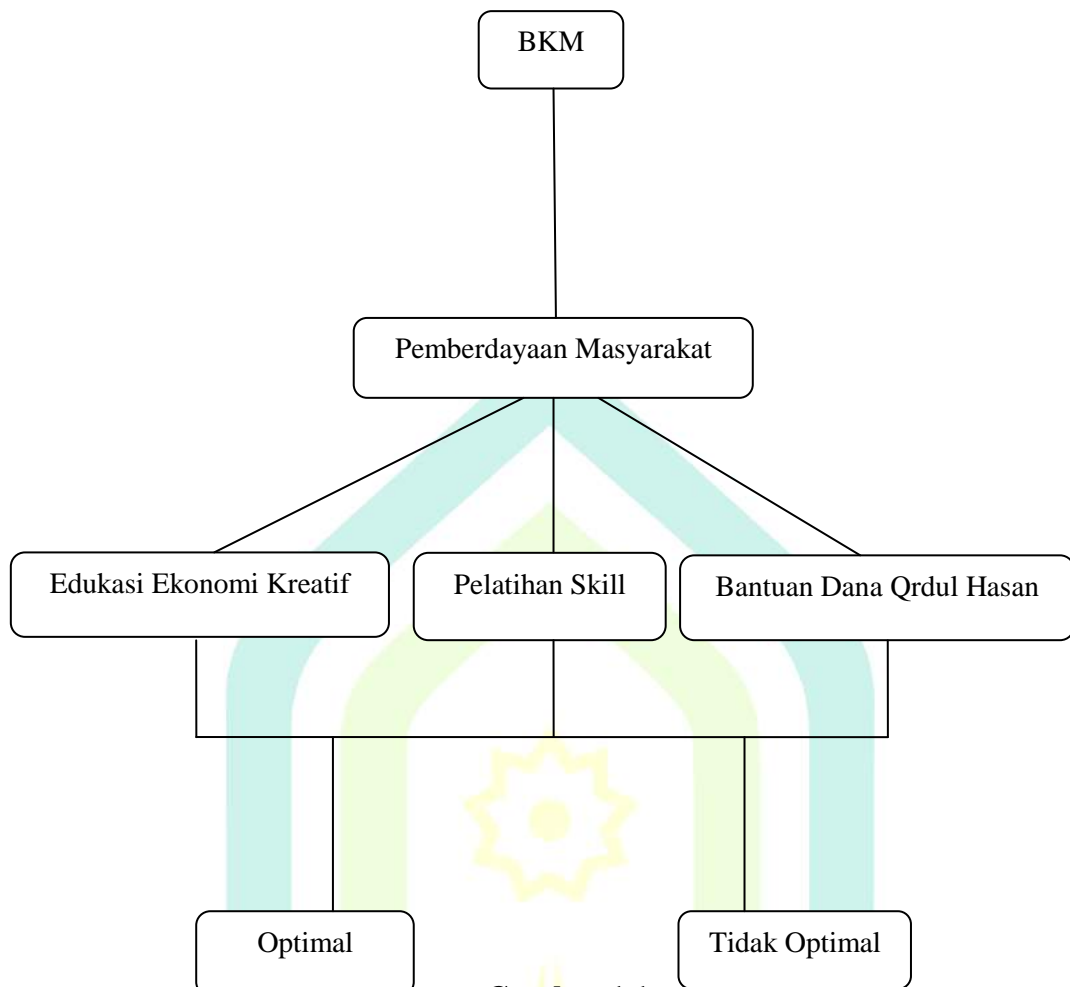 BKM
Pemberdayaan Masyarakat
Edukasi Ekonomi Kreatif
Pelatihan Skill
Bantuan Dana Qrdul Hasan
Optimal
Tidak Optimal